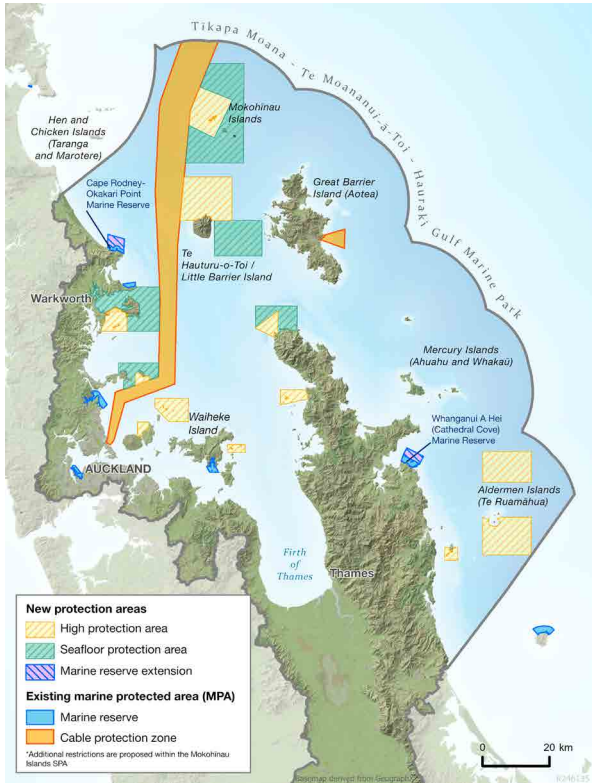 Tikapa Moana - Te Moananui-ā-Toi - Hauraki Gulf Marine Park
Hen and
Chicken Islands
(Taranga
and Marotere)
Mokohīnau
Islands
Cape Rodney-
Okakari Point
Marine Reserve
Great Barrier
Island (Aotea)
Te
Hauturu-o-Toi /
Little Barrier Island
Warkworth
Mercury Islands
(Ahuahu and Whakaū)
Waiheke
Island
Whanganui A Hei
(Cathedral Cove)
Marine Reserve
AUCKLAND
Aldermen Islands
(Te Ruamāhua)
Firth
of
Thames
Thames
New protection areas
High protection area
Seafloor protection area
Marine reserve extension
Existing marine protected area (MPA)
Marine reserve
Cable protection zone
*Additional restrictions are proposed within the Mokohīnau
Islands SPA
0 20 km
Basemap derived from Geograph